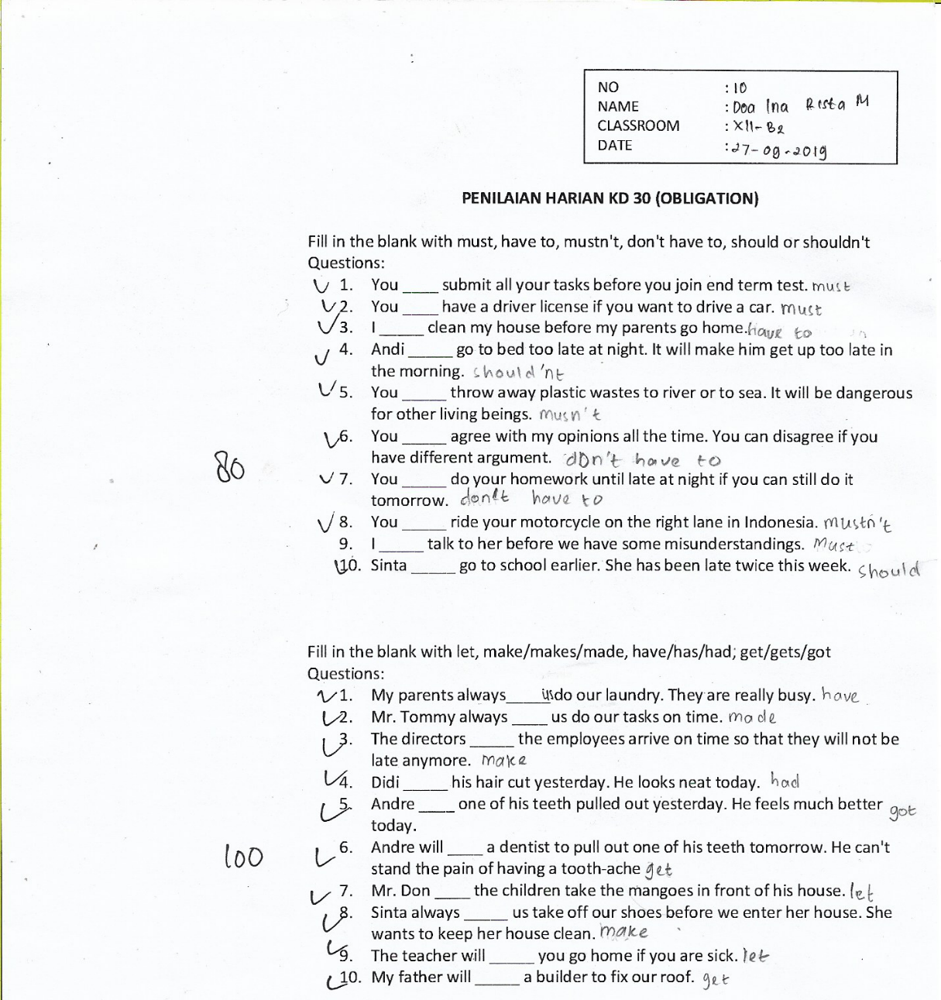 NO : 10
NAME : Doa Ina Resta M
CLASSROOM : XII-B2
DATE : 27-09-2019
PENILAIAN HARIAN KD 30 (OBLIGATION)
Fill in the blank with must, have to, mustn't, don't have to, should or shouldn't
Questions:
1. You ____ submit all your tasks before you join end term test. must
2. You ____ have a driver license if you want to drive a car. must
3. I _____ clean my house before my parents go home. have to
4. Andi _____ go to bed too late at night. It will make him get up too late in
the morning. should'nt
5. You _____ throw away plastic wastes to river or to sea. It will be dangerous
for other living beings. musn't
6. You _____ agree with my opinions all the time. You can disagree if you
have different argument. don't have to
80
7. You _____ do your homework until late at night if you can still do it
tomorrow. don't have to
8. You _____ ride your motorcycle on the right lane in Indonesia. mustn't
9. I _____ talk to her before we have some misunderstandings. Must
10. Sinta _____ go to school earlier. She has been late twice this week. should
Fill in the blank with let, make/makes/made, have/has/had; get/gets/got
Questions:
1. My parents always____ us do our laundry. They are really busy. have
2. Mr. Tommy always ____ us do our tasks on time. made
3. The directors _____ the employees arrive on time so that they will not be
late anymore. make
4. Didi _____ his hair cut yesterday. He looks neat today. had
5. Andre ____ one of his teeth pulled out yesterday. He feels much better got
today.
6. Andre will ____ a dentist to pull out one of his teeth tomorrow. He can't
100
stand the pain of having a tooth-ache get
7. Mr. Don ____ the children take the mangoes in front of his house. let
8. Sinta always _____ us take off our shoes before we enter her house. She
wants to keep her house clean. make
9. The teacher will _____ you go home if you are sick. let
10. My father will _____ a builder to fix our roof. get